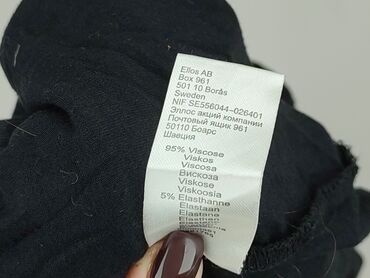 Ellos AB
Box 961
501 10 Borås
Sweden
NIF SE556044-026401
Эллос акций компании
Почтовый ящик 961
50110 Боарс
Швеция
95% Viscose
Viskos
Viscosa
Вискоза
Viskose
Viskoosia
5% Elasthanne
Elastaan
Elastane